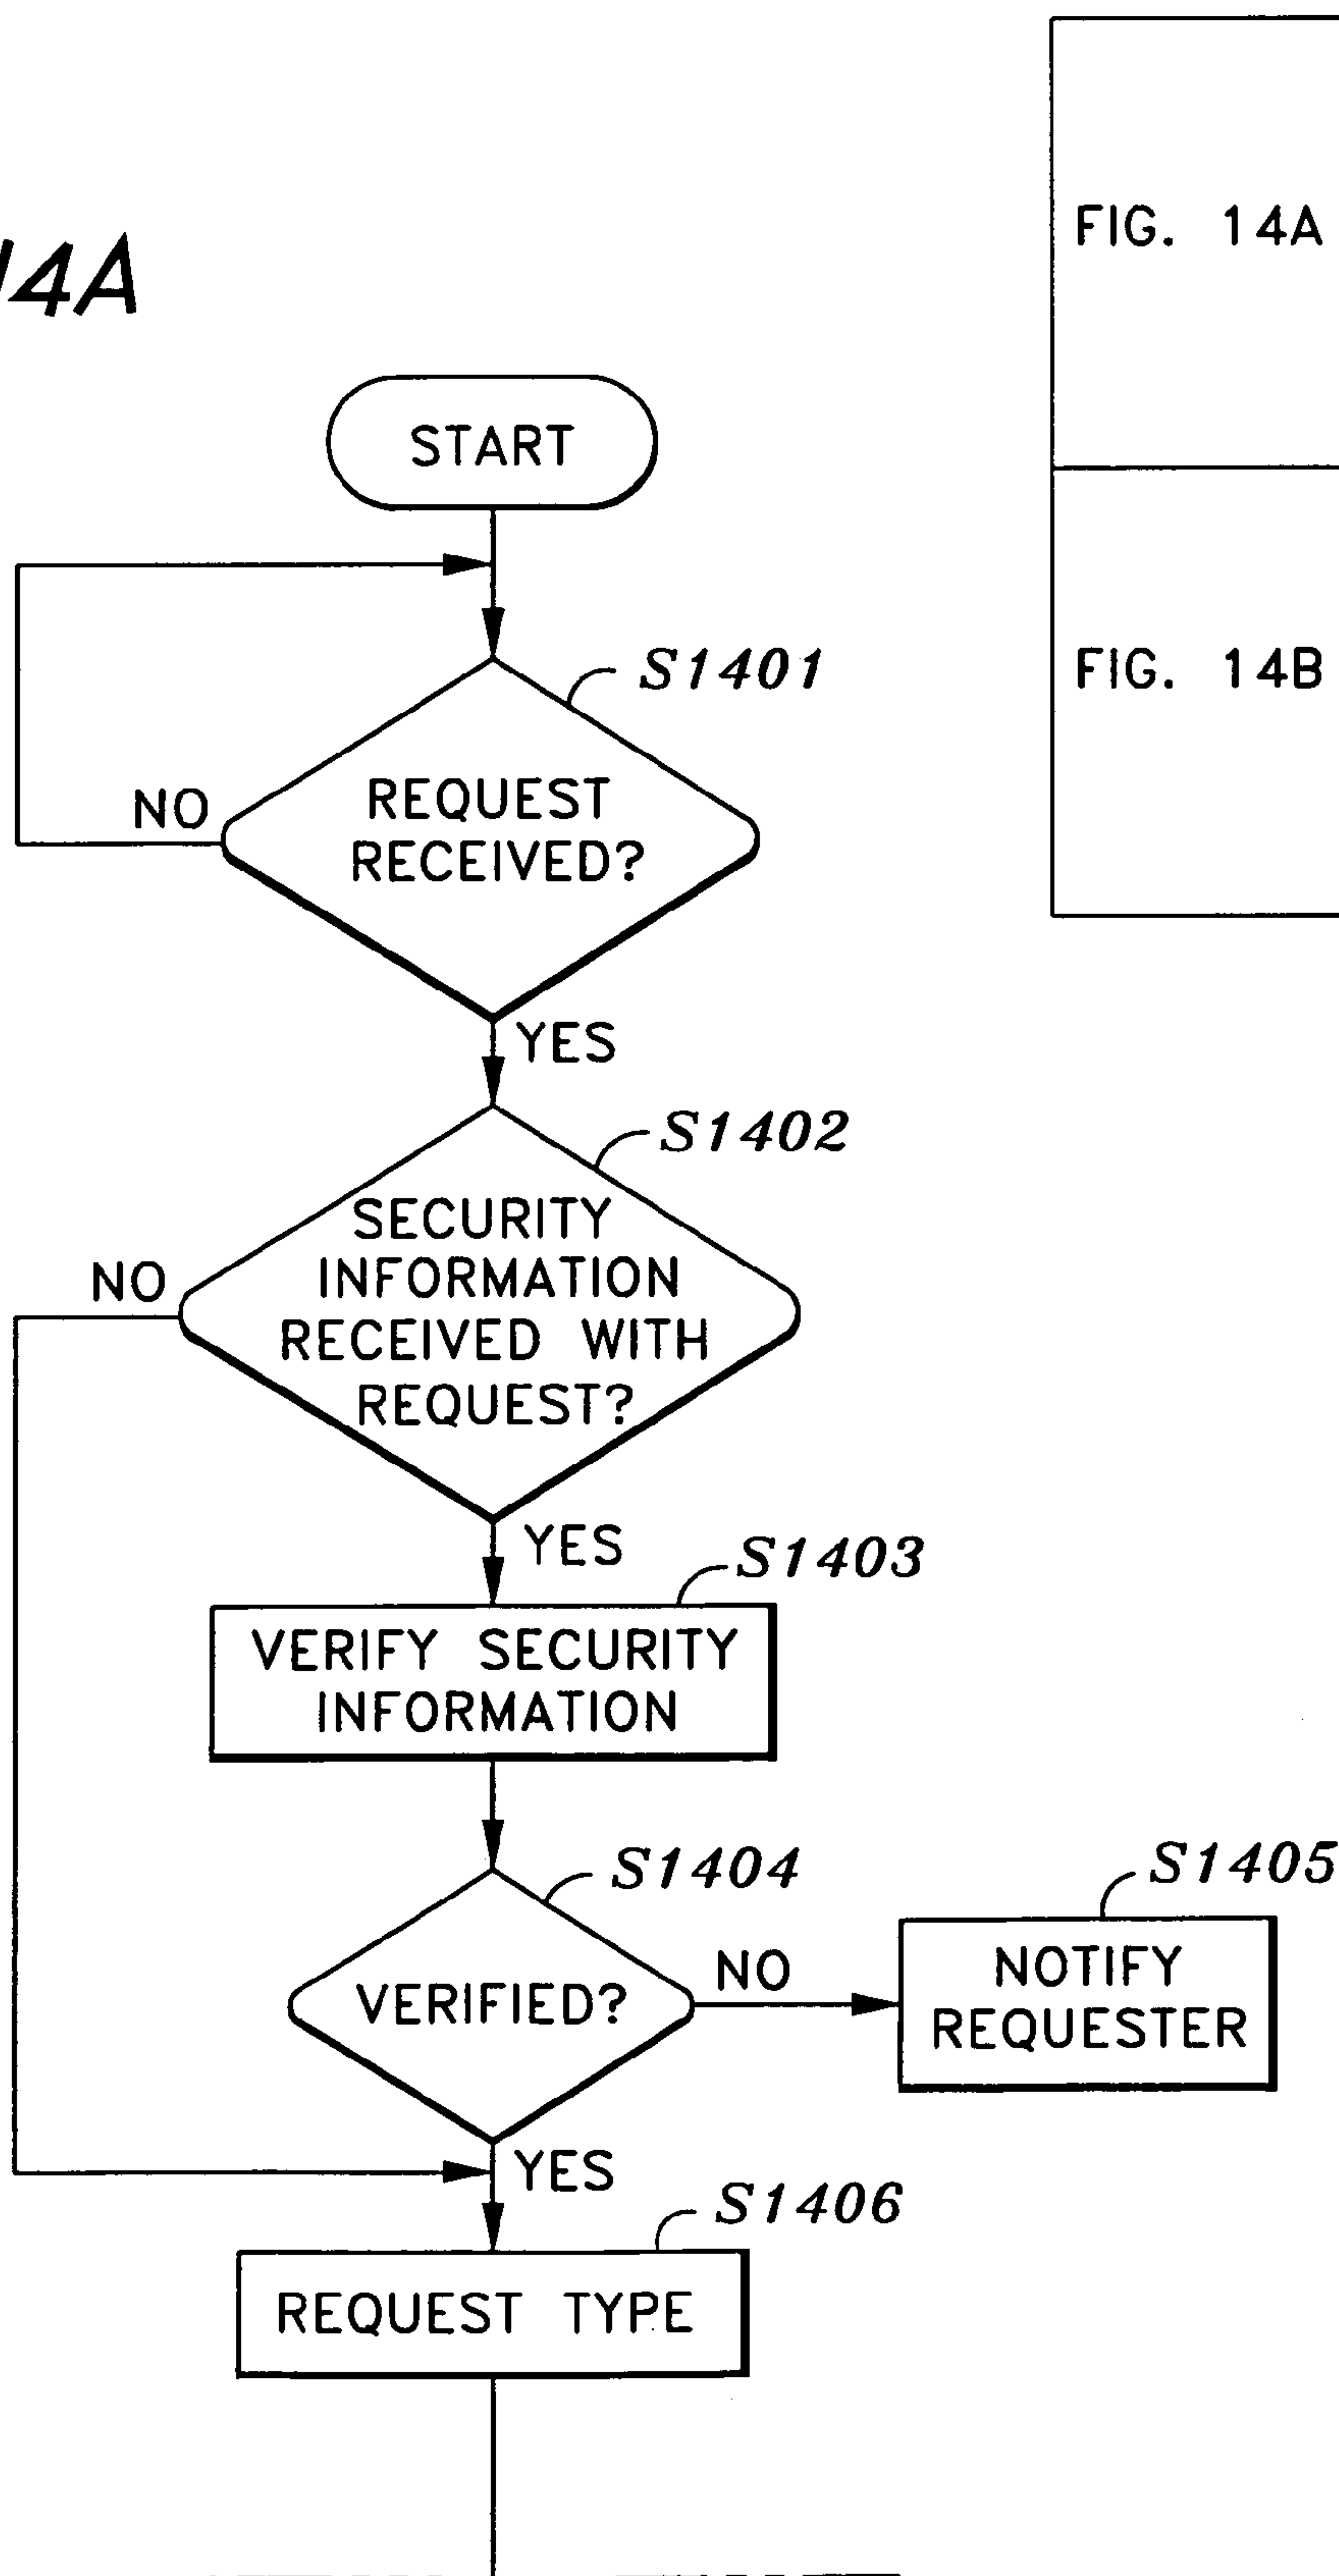 14A
FIG. 14A
FIG. 14B
START
S1401
REQUEST
RECEIVED?
NO
YES
S1402
SECURITY
INFORMATION
RECEIVED WITH
REQUEST?
NO
YES
S1403
VERIFY SECURITY
INFORMATION
S1404
VERIFIED?
NO
S1405
NOTIFY
REQUESTER
YES
S1406
REQUEST TYPE